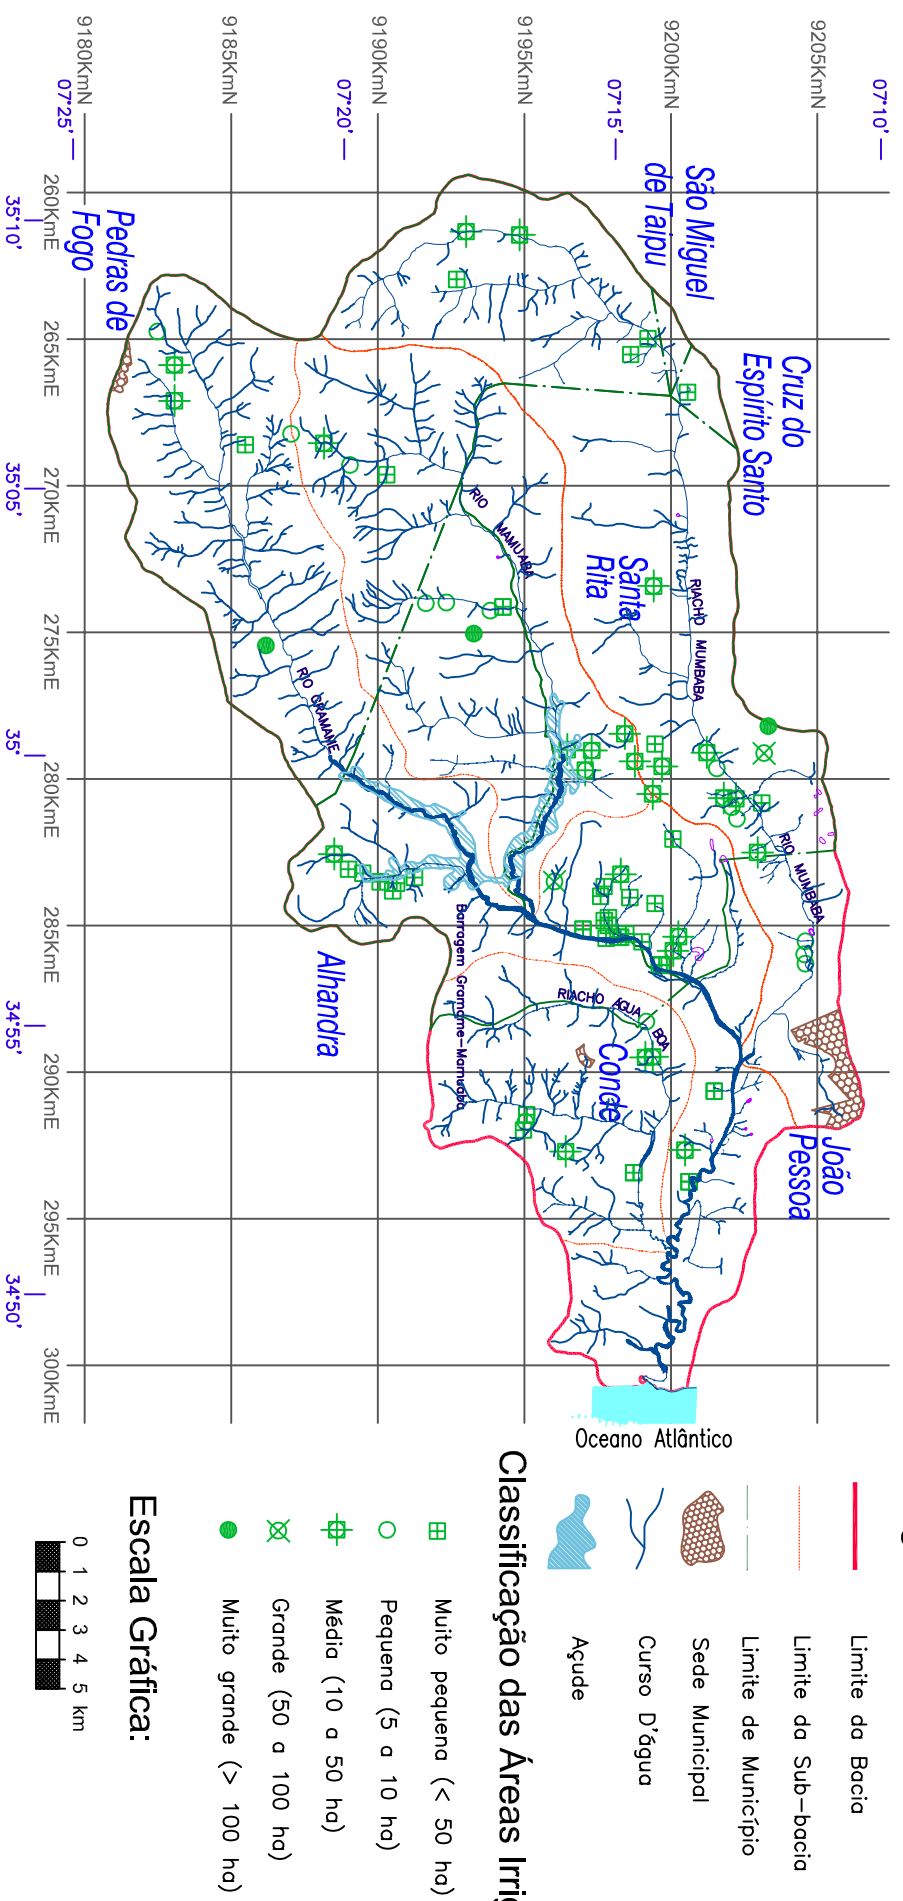 9205KmN
9200KmN
9195KmN
9190KmN
9185KmN
9180KmN
07°10'
07°15'
07°20'
07°25'
São Miguel
de Taipu
Cruz do
Espírito Santo
Pedras de
Fogo
Santa
Rita
RIO MAMUABA
RIACHO MUMBABA
RIO GRAMAME
RIO MUMBABA
Alhandra
Barragem Gramame-Mamuaba
RIACHO ÁGUA BOA
Conde
João
Pessoa
260KmE
265KmE
270KmE
275KmE
280KmE
285KmE
290KmE
295KmE
300KmE
35°10'
35°05'
35°
34°55'
34°50'
Oceano Atlântico
Limite da Bacia
Limite da Sub-bacia
Limite de Município
Sede Municipal
Curso D'água
Açude
Classificação das Áreas Irrig
Muito pequena (< 50 ha)
Pequena (5 a 10 ha)
Média (10 a 50 ha)
Grande (50 a 100 ha)
Muito grande (> 100 ha)
Escala Gráfica:
0 1 2 3 4 5 km